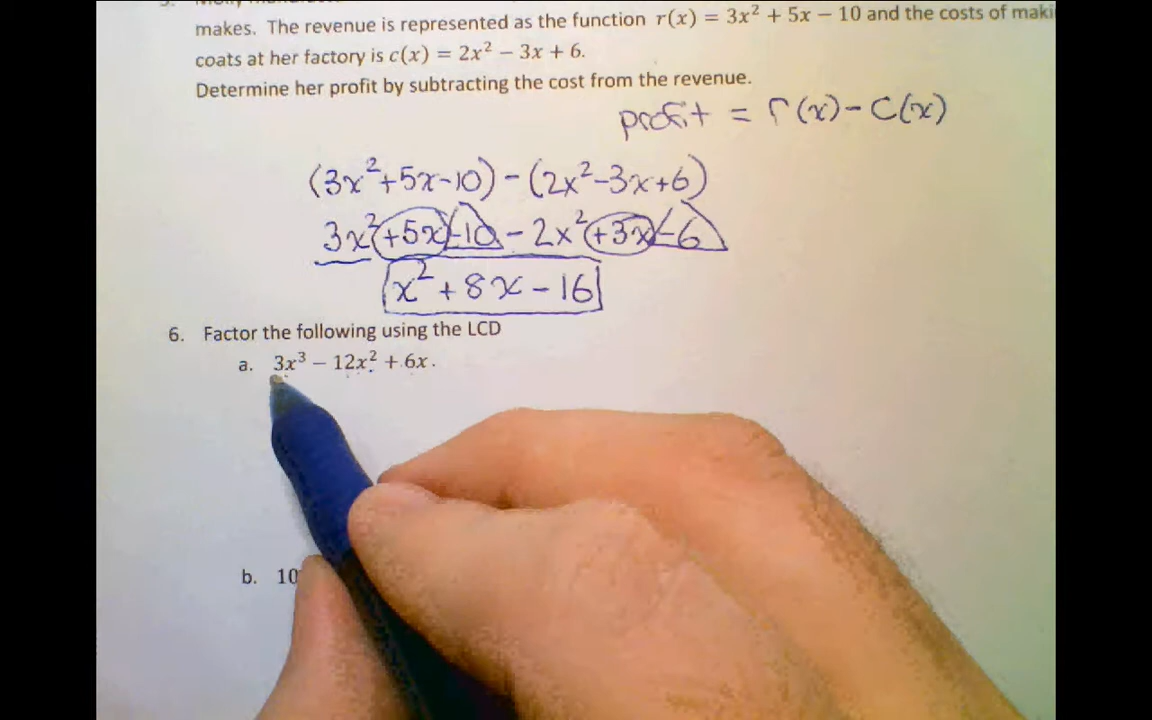 makes. The revenue is represented as the function r(x) = 3x² + 5x − 10 and the costs of maki
coats at her factory is c(x) = 2x² − 3x + 6.
Determine her profit by subtracting the cost from the revenue.
profit = r(x) − c(x)
(3x²+5x-10) - (2x²-3x+6)
3x²+5x-10 - 2x²+3x-6
x² + 8x - 16
6. Factor the following using the LCD
a. 3x³ − 12x² + 6x.
b. 10